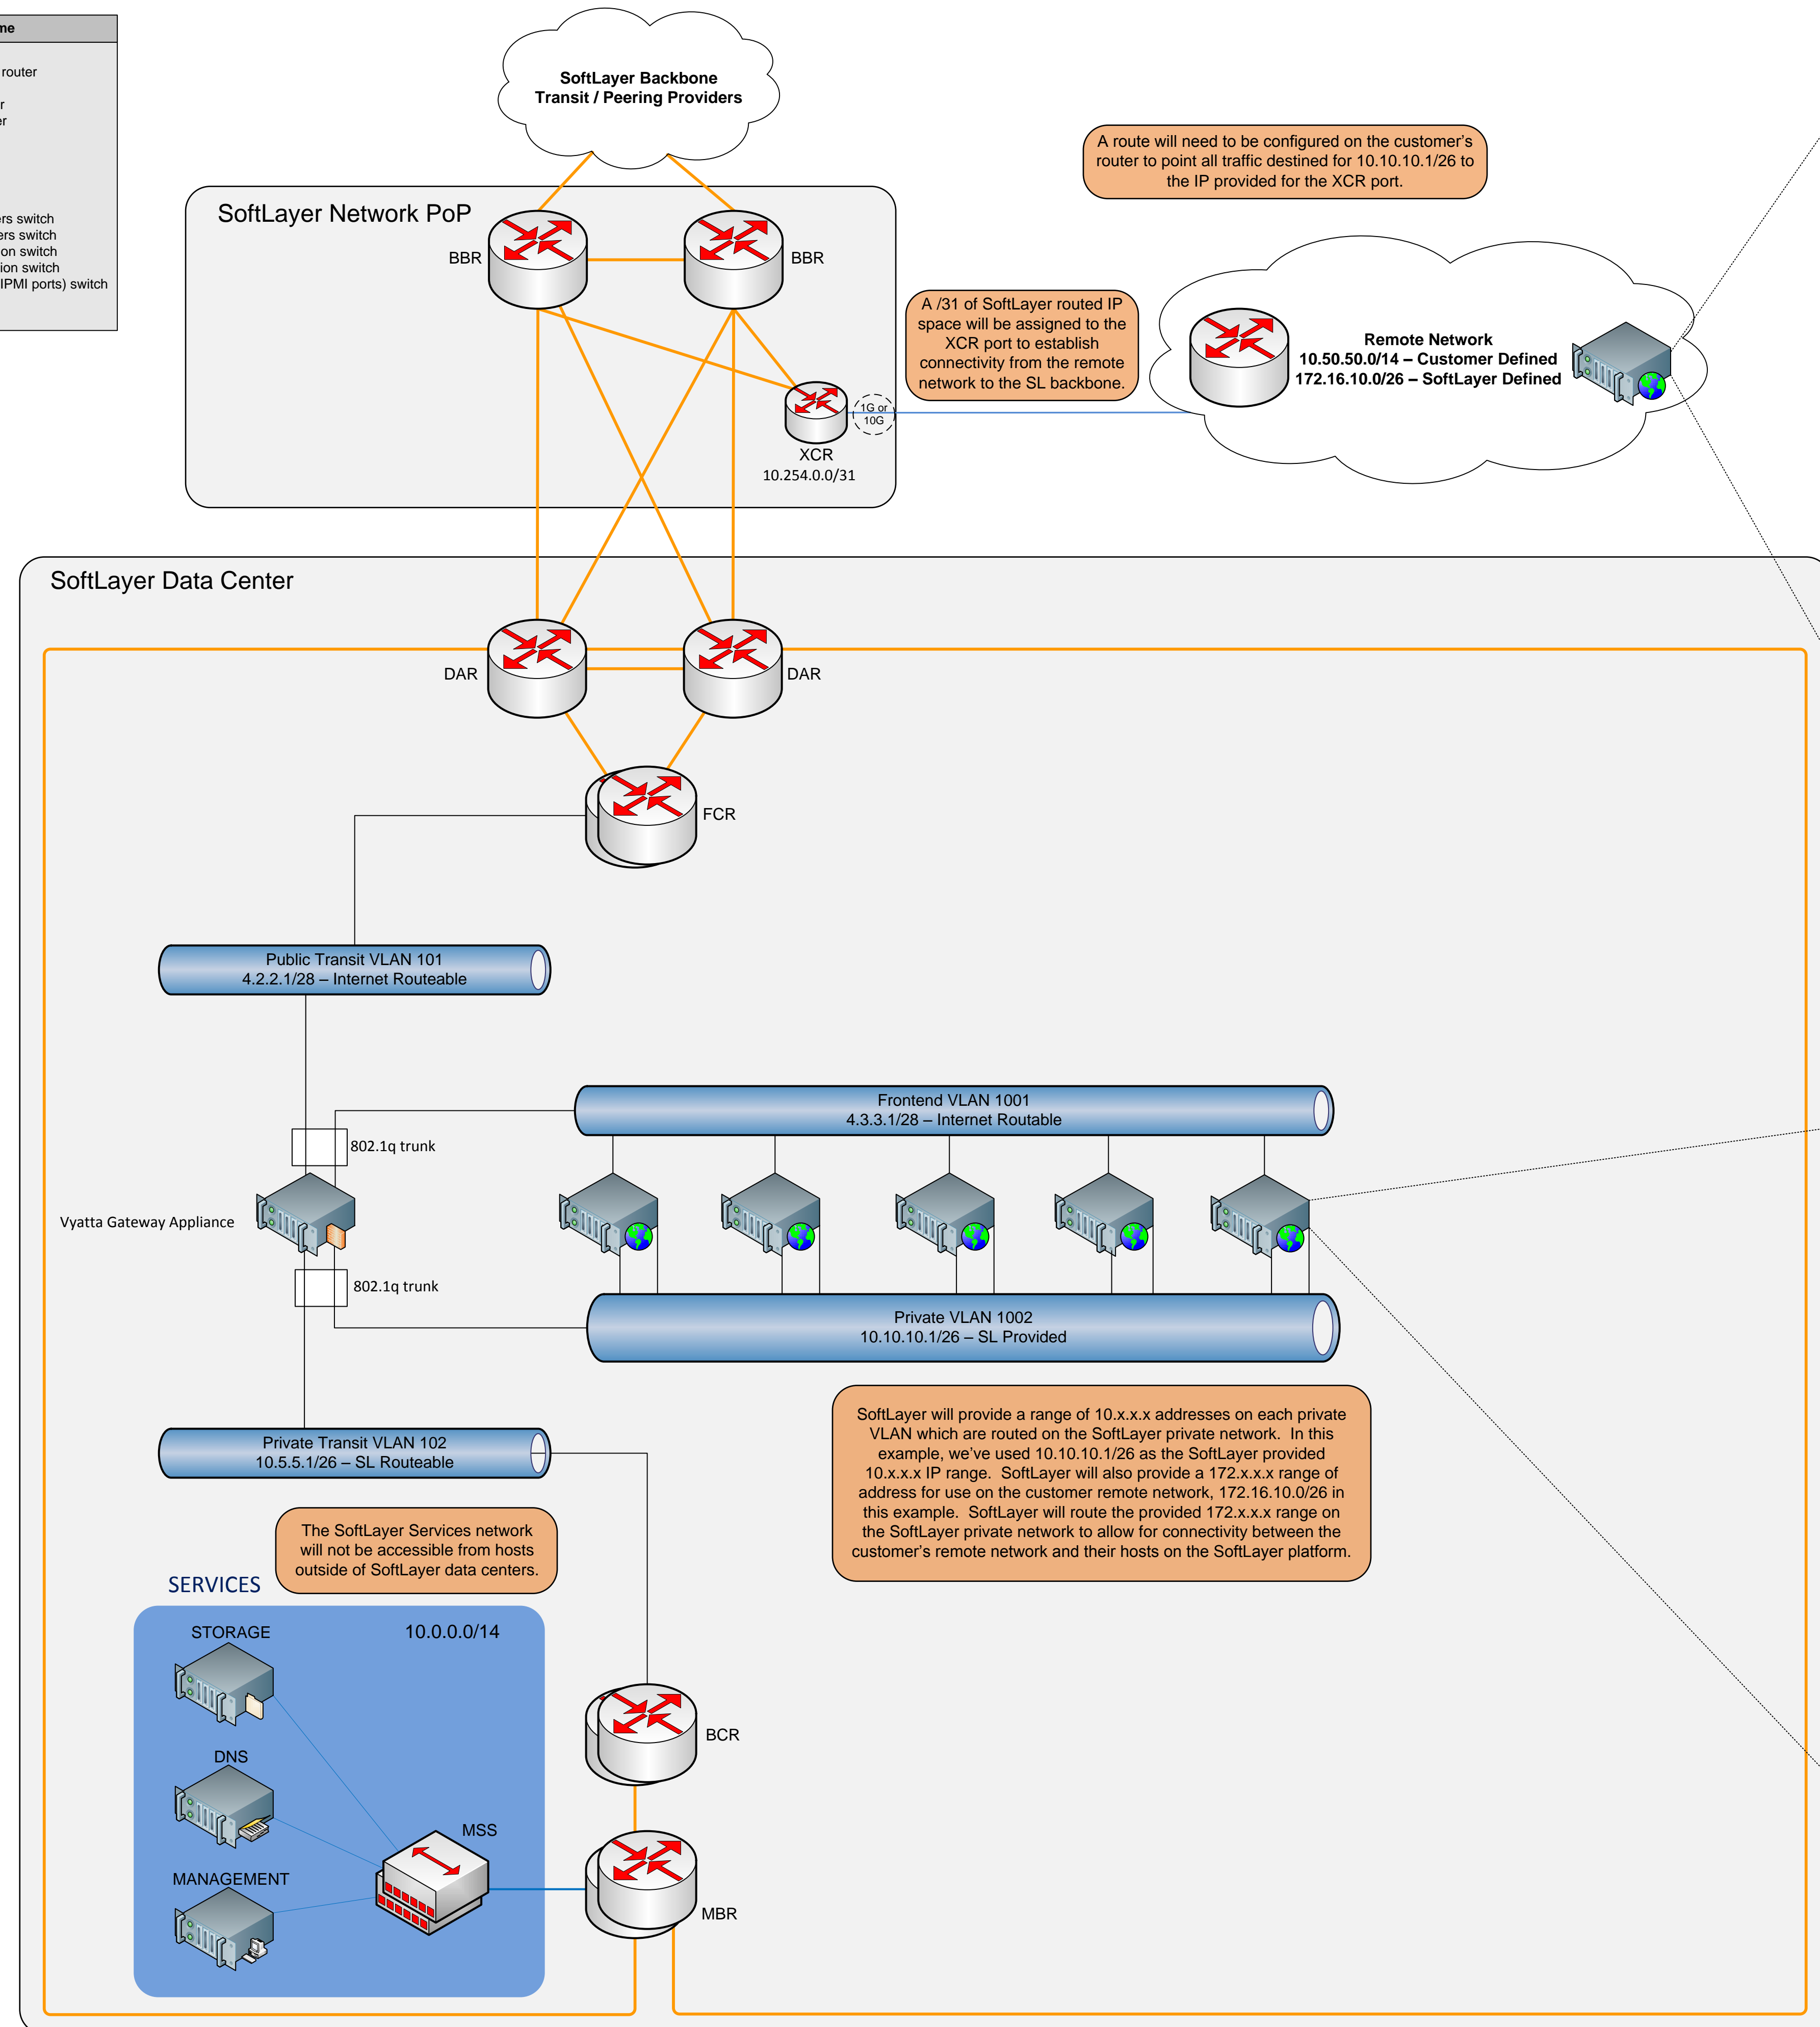 me
router
r
er
ers switch
ers switch
on switch
ion switch
IPMI ports) switch
SoftLayer Backbone
Transit / Peering Providers
A route will need to be configured on the customer's
router to point all traffic destined for 10.10.10.1/26 to
the IP provided for the XCR port.
SoftLayer Network PoP
BBR
BBR
A /31 of SoftLayer routed IP
space will be assigned to the
XCR port to establish
connectivity from the remote
network to the SL backbone.
Remote Network
10.50.50.0/14 – Customer Defined
172.16.10.0/26 – SoftLayer Defined
1G or
10G
XCR
10.254.0.0/31
SoftLayer Data Center
DAR
DAR
FCR
Public Transit VLAN 101
4.2.2.1/28 – Internet Routeable
Frontend VLAN 1001
4.3.3.1/28 – Internet Routable
802.1q trunk
Vyatta Gateway Appliance
802.1q trunk
Private VLAN 1002
10.10.10.1/26 – SL Provided
Private Transit VLAN 102
10.5.5.1/26 – SL Routeable
SoftLayer will provide a range of 10.x.x.x addresses on each private
VLAN which are routed on the SoftLayer private network.  In this
example, we've used 10.10.10.1/26 as the SoftLayer provided
10.x.x.x IP range.  SoftLayer will also provide a 172.x.x.x range of
address for use on the customer remote network, 172.16.10.0/26 in
this example.  SoftLayer will route the provided 172.x.x.x range on
the SoftLayer private network to allow for connectivity between the
customer's remote network and their hosts on the SoftLayer platform.
The SoftLayer Services network
will not be accessible from hosts
outside of SoftLayer data centers.
SERVICES
STORAGE
10.0.0.0/14
BCR
DNS
MSS
MANAGEMENT
MBR